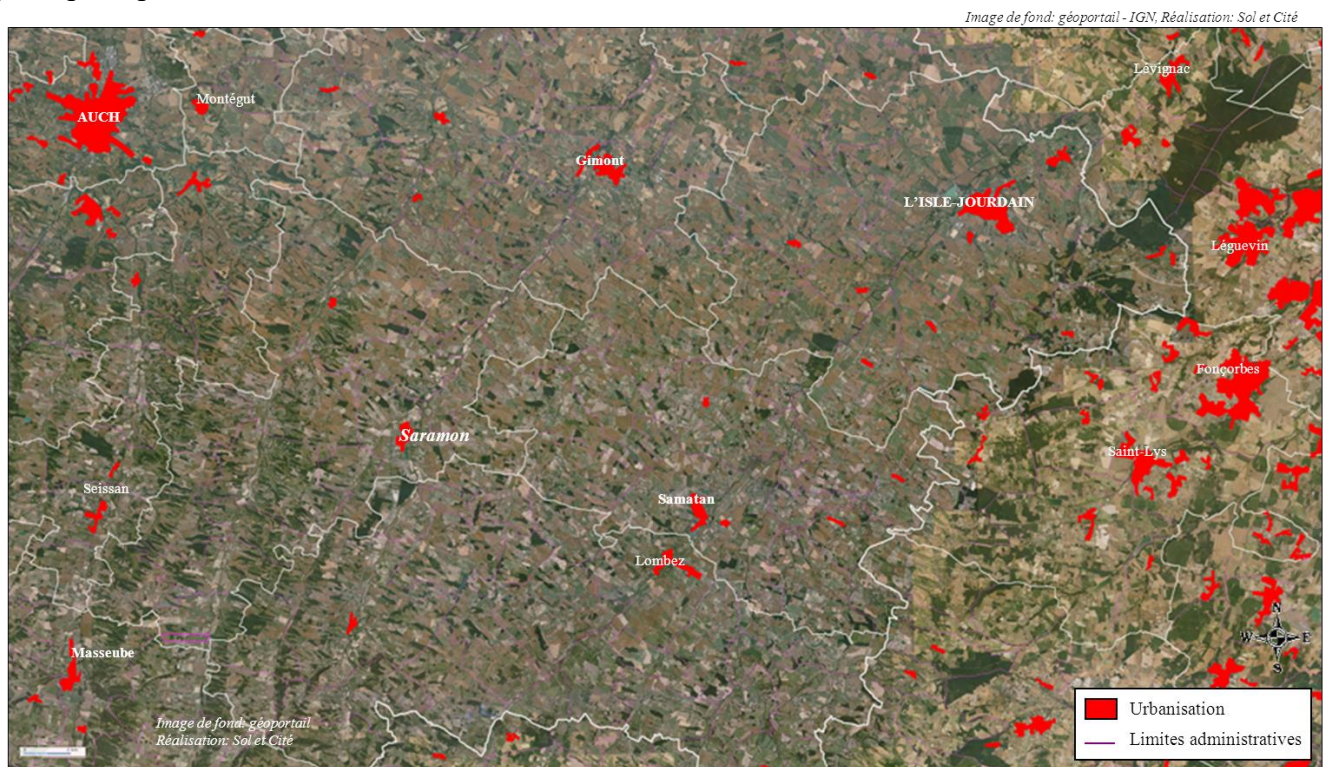 Image de fond: géoportail - IGN, Réalisation: Sol et Cité
Lavignac
Montégut
AUCH
Gimont
L'ISLE-JOURDAIN
Léguevin
Fonçorbes
Saramon
Saint-Lys
Seissan
Samatan
Lombez
N
W E
S
Masseube
Image de fond: géoportail
Réalisation: Sol et Cité
Urbanisation
Limites administratives